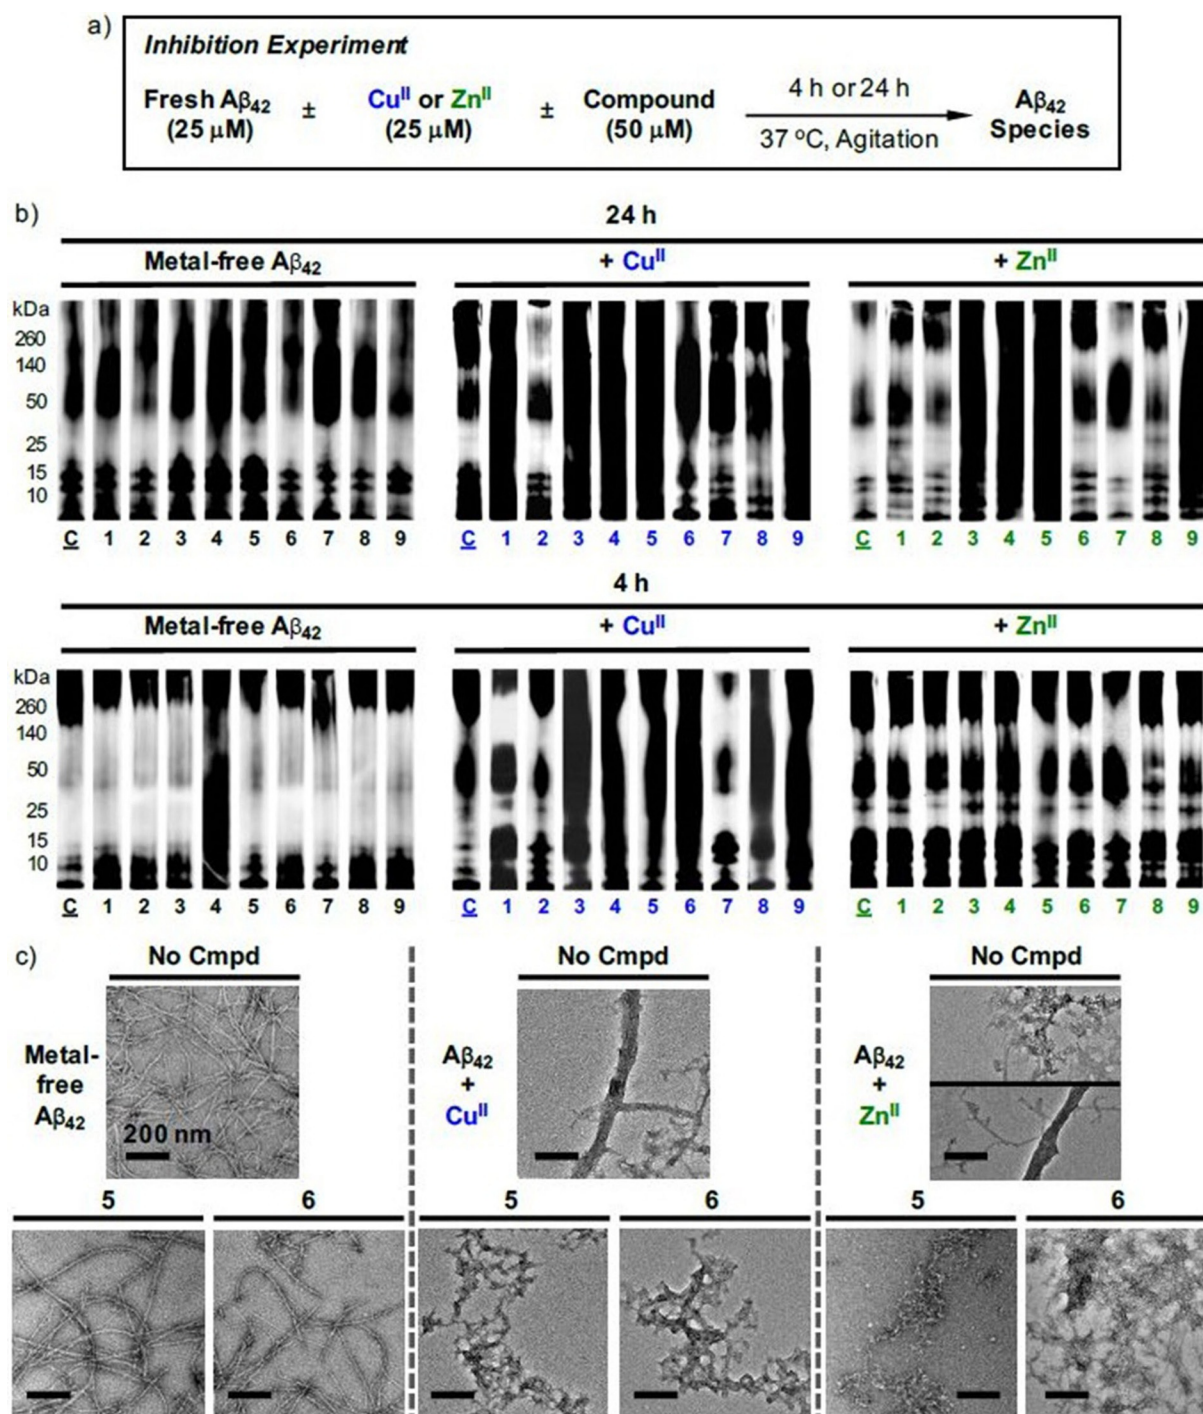 a)
Inhibition Experiment
Fresh Aβ42 ± CuII or ZnII ± Compound 4 h or 24 h Aβ42
(25 μM) (25 μM) (50 μM) 37 ºC, Agitation Species
b)
24 h
Metal-free Aβ42 + CuII + ZnII
kDa
260
140
50
25
15
10
C 1 2 3 4 5 6 7 8 9 C 1 2 3 4 5 6 7 8 9 C 1 2 3 4 5 6 7 8 9
4 h
Metal-free Aβ42 + CuII + ZnII
kDa
260
140
50
25
15
10
C 1 2 3 4 5 6 7 8 9 C 1 2 3 4 5 6 7 8 9 C 1 2 3 4 5 6 7 8 9
c)
No Cmpd No Cmpd No Cmpd
Metal-
free
Aβ42
200 nm
Aβ42
+
CuII
Aβ42
+
ZnII
5 6 5 6 5 6